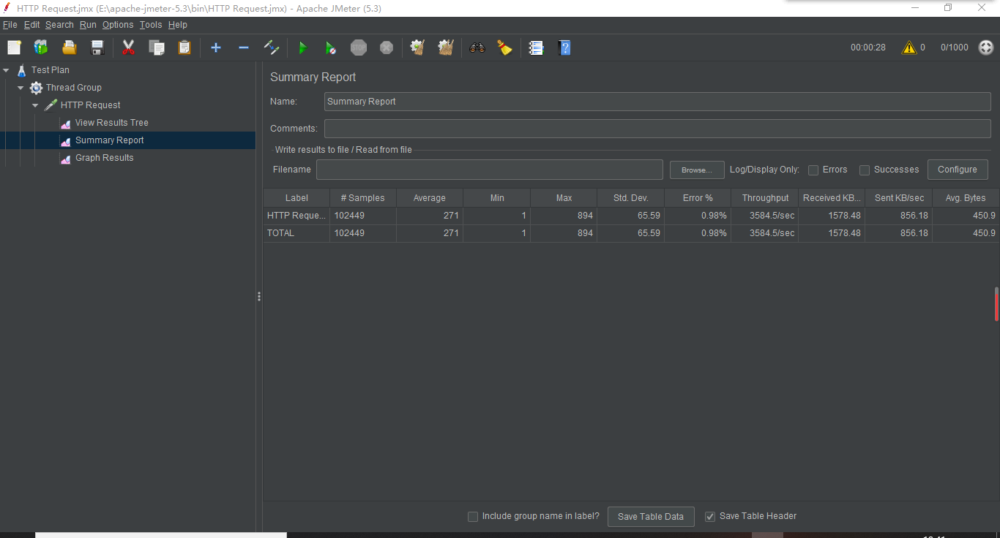 HTTP Request.jmx (E:\apache-jmeter-5.3\bin\HTTP Request.jmx) - Apache JMeter (5.3)
File Edit Search Run Options Tools Help
00:00:28 0 0/1000
Test Plan
Thread Group
HTTP Request
View Results Tree
Summary Report
Graph Results
Summary Report
Name: Summary Report
Comments:
Write results to file / Read from file
Filename Browse... Log/Display Only: Errors Successes Configure
Label # Samples Average Min Max Std. Dev. Error % Throughput Received KB... Sent KB/sec Avg. Bytes
HTTP Reque... 102449 271 1 894 65.59 0.98% 3584.5/sec 1578.48 856.18 450.9
TOTAL 102449 271 1 894 65.59 0.98% 3584.5/sec 1578.48 856.18 450.9
Include group name in label? Save Table Data Save Table Header